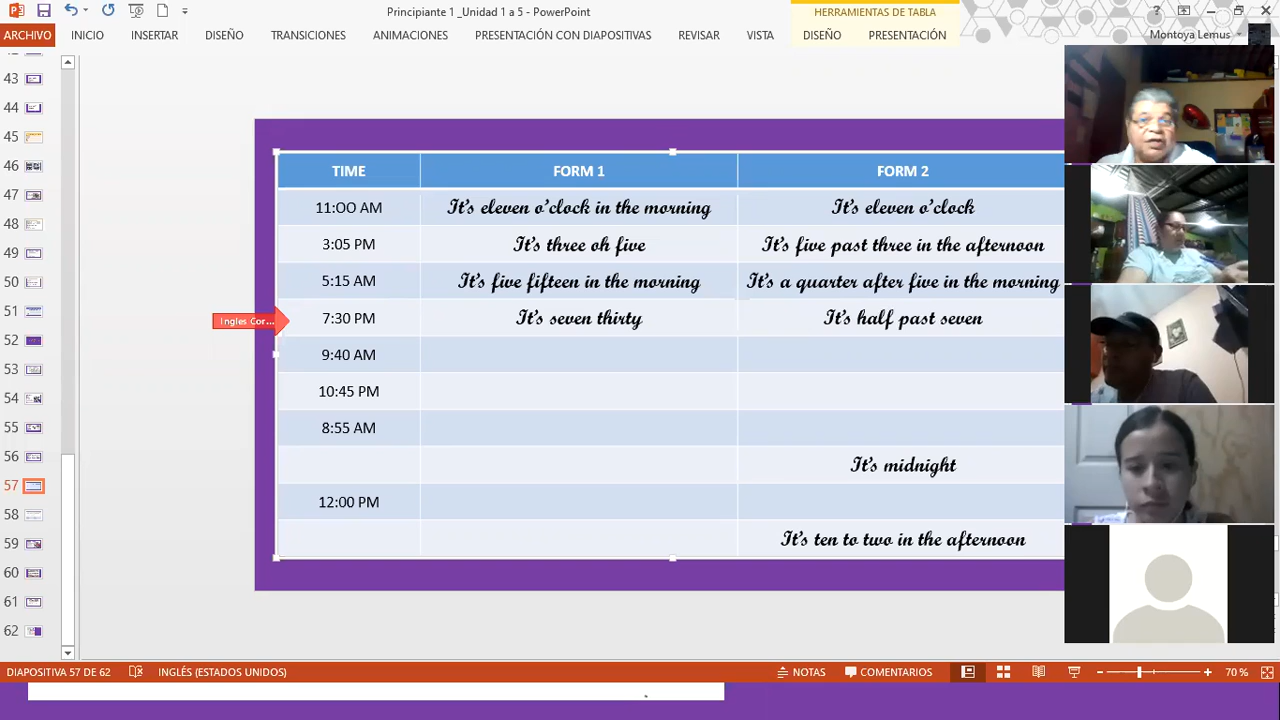 Principiante 1 _Unidad 1 a 5 - PowerPoint
HERRAMIENTAS DE TABLA
ARCHIVO INICIO INSERTAR DISEÑO TRANSICIONES ANIMACIONES PRESENTACIÓN CON DIAPOSITIVAS REVISAR VISTA DISEÑO PRESENTACIÓN Montoya Lemus
43
44
45
46
47
48
49
50
51
52
53
54
55
56
57
58
59
60
61
62
TIME FORM 1 FORM 2
11:OO AM It's eleven o'clock in the morning It's eleven o'clock
3:05 PM It's three oh five It's five past three in the afternoon
5:15 AM It's five fifteen in the morning It's a quarter after five in the morning
Ingles Cor...
7:30 PM It's seven thirty It's half past seven
9:40 AM
10:45 PM
8:55 AM
It's midnight
12:00 PM
It's ten to two in the afternoon
DIAPOSITIVA 57 DE 62 INGLÉS (ESTADOS UNIDOS) NOTAS COMENTARIOS 70 %